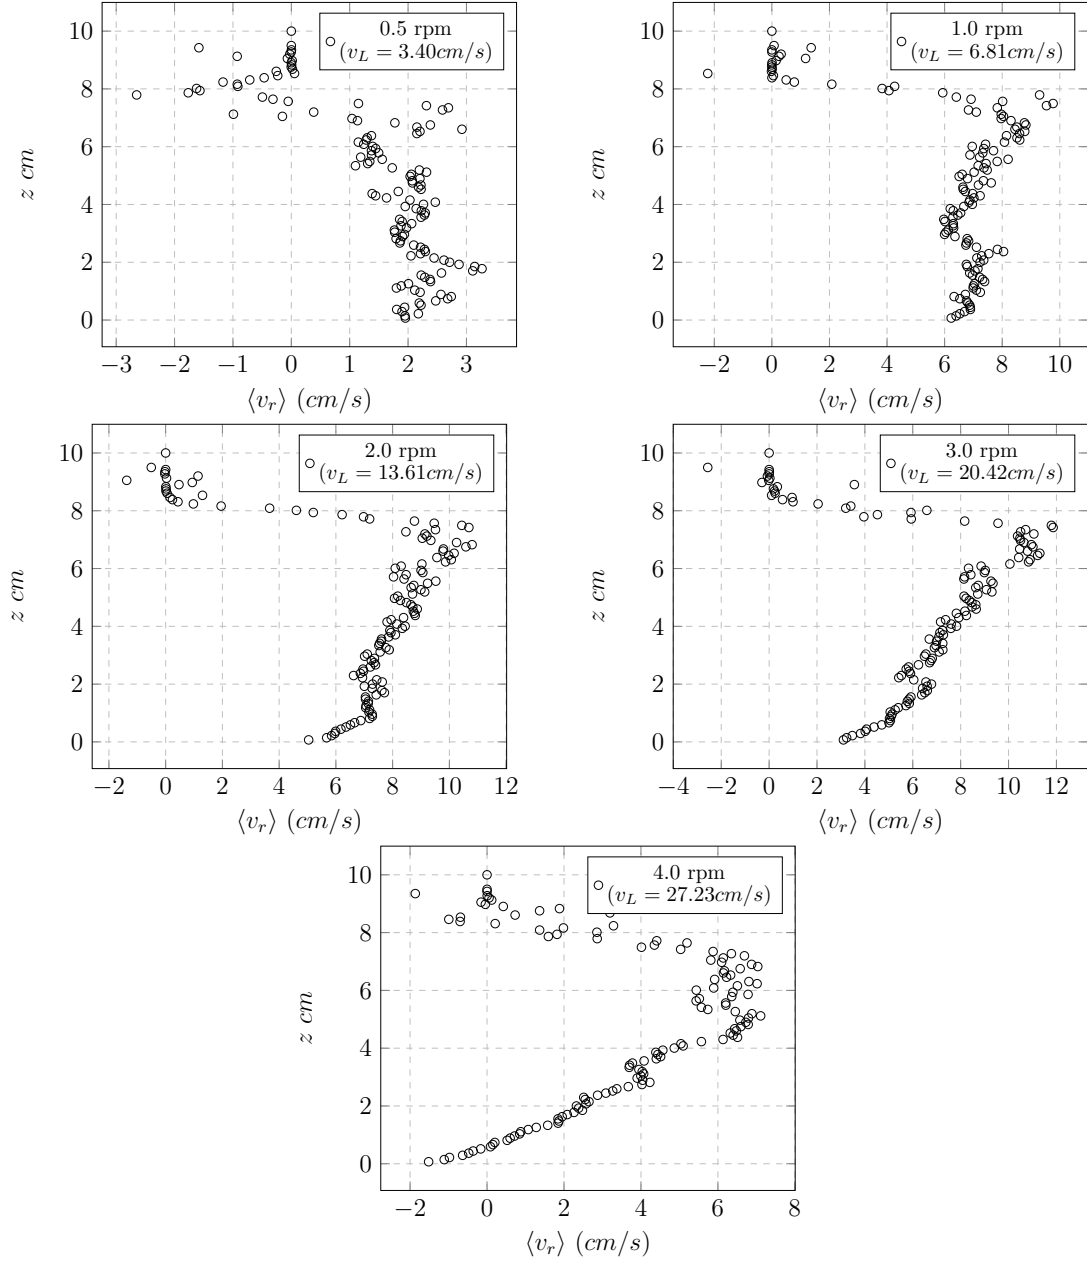 10
8
6
4
2
0
z cm
0.5 rpm
(v_L = 3.40cm/s)
−3 −2 −1 0 1 2 3
⟨v_r⟩ (cm/s)
10
8
6
4
2
0
z cm
1.0 rpm
(v_L = 6.81cm/s)
−2 0 2 4 6 8 10
⟨v_r⟩ (cm/s)
10
8
6
4
2
0
z cm
2.0 rpm
(v_L = 13.61cm/s)
−2 0 2 4 6 8 10 12
⟨v_r⟩ (cm/s)
10
8
6
4
2
0
z cm
3.0 rpm
(v_L = 20.42cm/s)
−4 −2 0 2 4 6 8 10 12
⟨v_r⟩ (cm/s)
10
8
6
4
2
0
z cm
4.0 rpm
(v_L = 27.23cm/s)
−2 0 2 4 6 8
⟨v_r⟩ (cm/s)